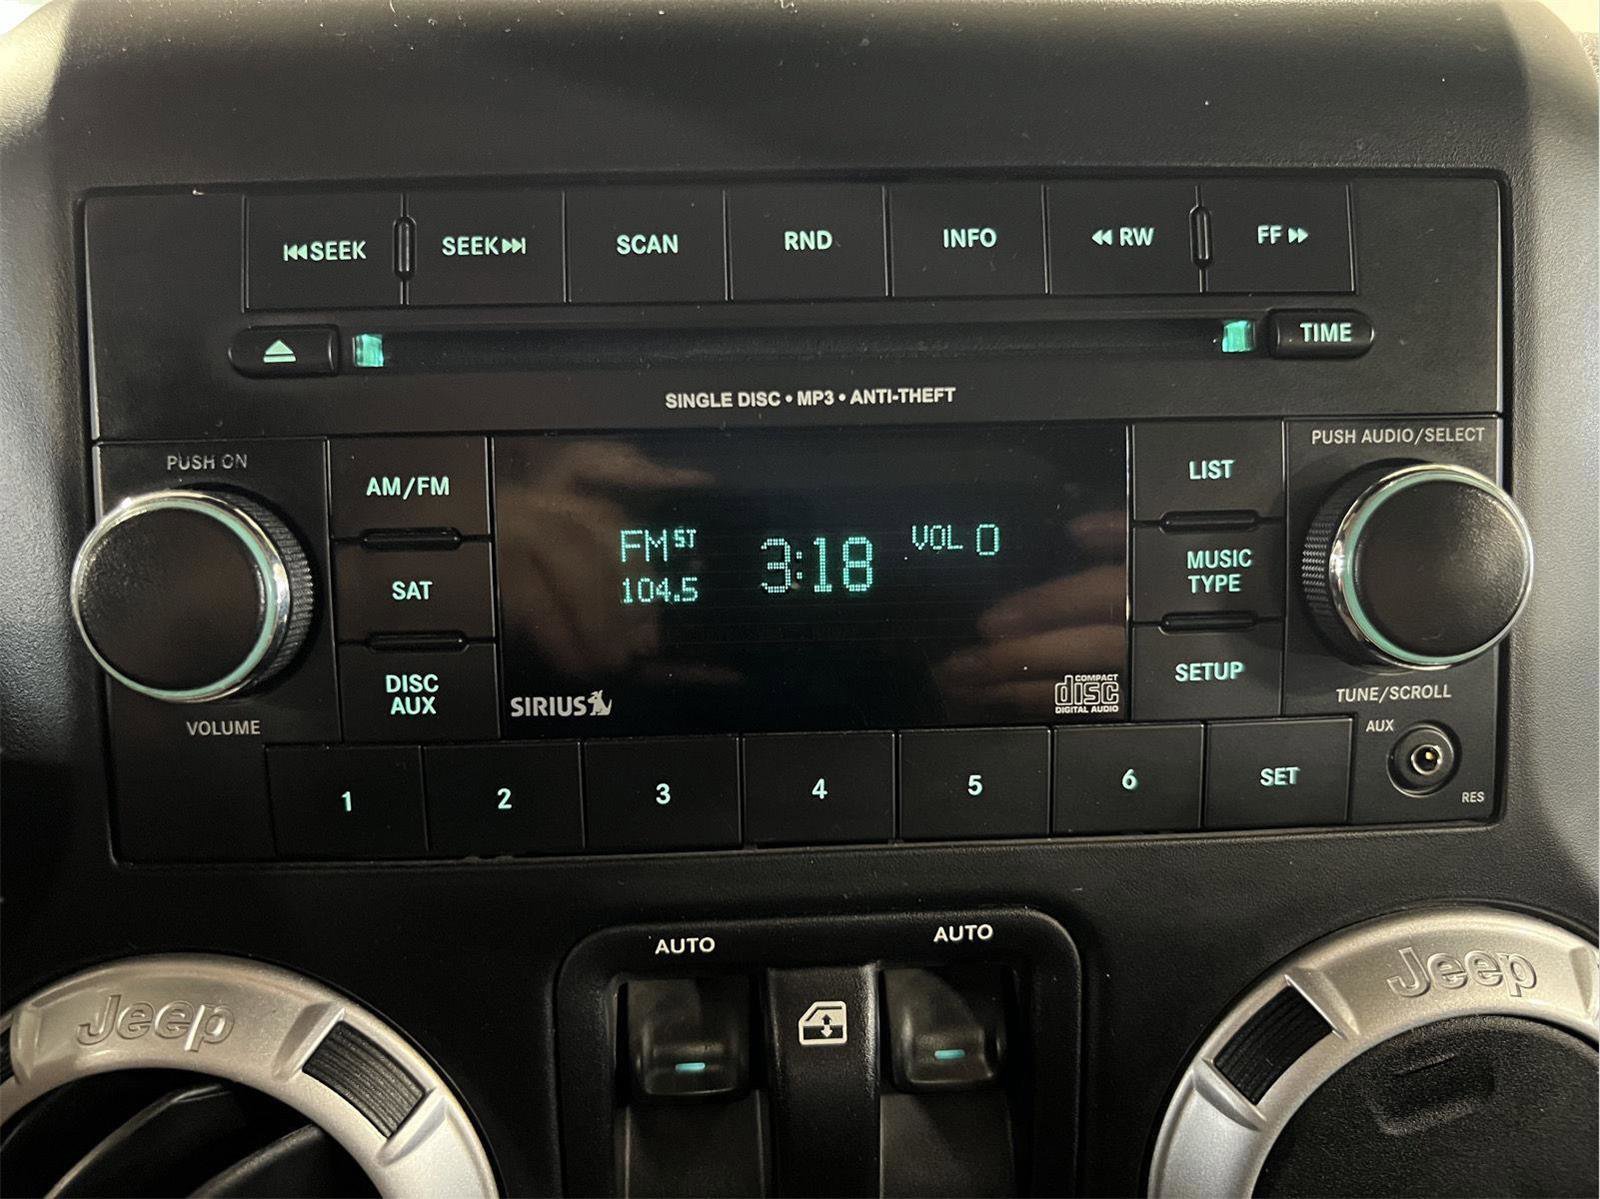 SEEK
SEEK
SCAN
RND
INFO
RW
FF
TIME
SINGLE DISC • MP3 • ANTI-THEFT
PUSH ON
VOLUME
AM/FM
SAT
DISC
AUX
FM ST
104.5
3:18
VOL 0
SIRIUS
COMPACT
disc
DIGITAL AUDIO
LIST
MUSIC
TYPE
SETUP
PUSH AUDIO/SELECT
TUNE/SCROLL
AUX
RES
1
2
3
4
5
6
SET
AUTO
AUTO
Jeep
Jeep